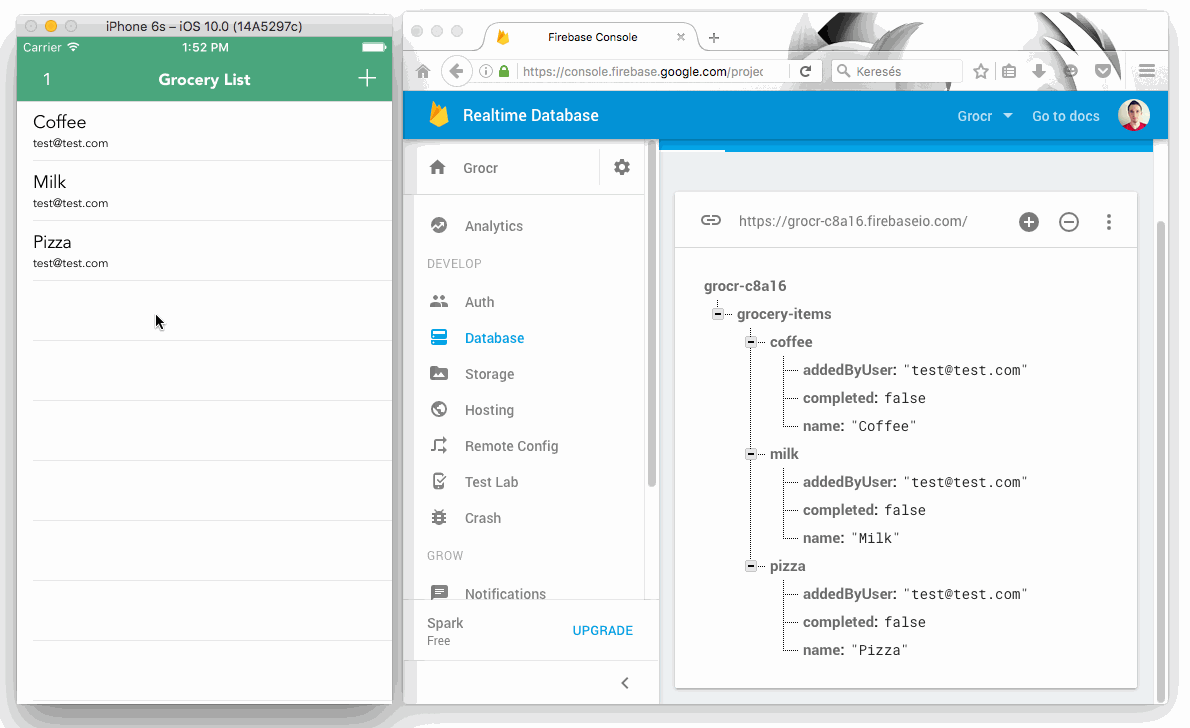 iPhone 6s – iOS 10.0 (14A5297c)
Carrier 1:52 PM
1 Grocery List
Coffee
test@test.com
Milk
test@test.com
Pizza
test@test.com
Firebase Console
https://console.firebase.google.com/projec
Keresés
Realtime Database
Grocr
Go to docs
Grocr
Analytics
DEVELOP
Auth
Database
Storage
Hosting
Remote Config
Test Lab
Crash
GROW
Notifications
Spark
Free
UPGRADE
https://grocr-c8a16.firebaseio.com/
grocr-c8a16
grocery-items
coffee
addedByUser: "test@test.com"
completed: false
name: "Coffee"
milk
addedByUser: "test@test.com"
completed: false
name: "Milk"
pizza
addedByUser: "test@test.com"
completed: false
name: "Pizza"